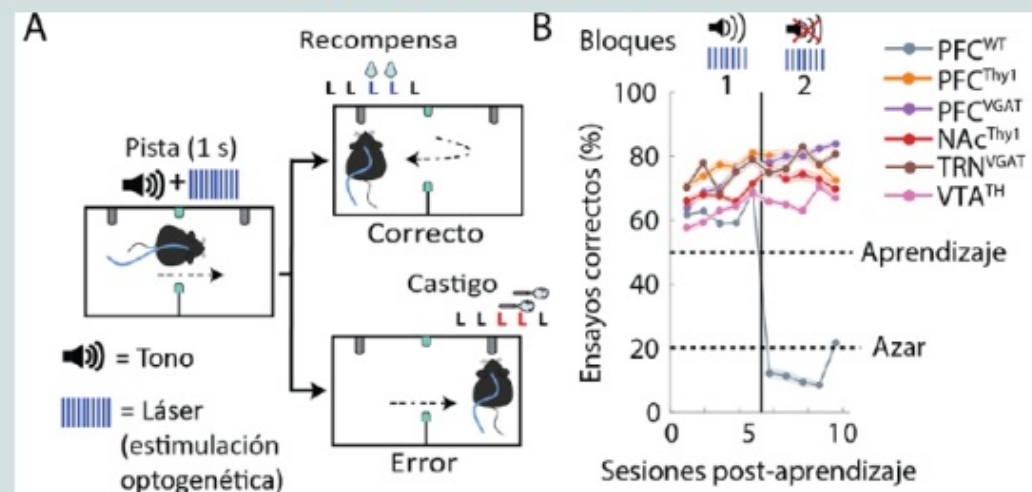 A
Recompensa
L L L L L
Pista (1 s)
+
Correcto
Castigo
L L L L L
= Tono
= Láser
(estimulación
optogenética)
Error
B
Bloques
1 2
PFC^WT
PFC^Thy1
PFC^VGAT
NAc^Thy1
TRN^VGAT
VTA^TH
Ensayos correctos (%)
100
80
60
40
20
0
Aprendizaje
Azar
0 5 10
Sesiones post-aprendizaje